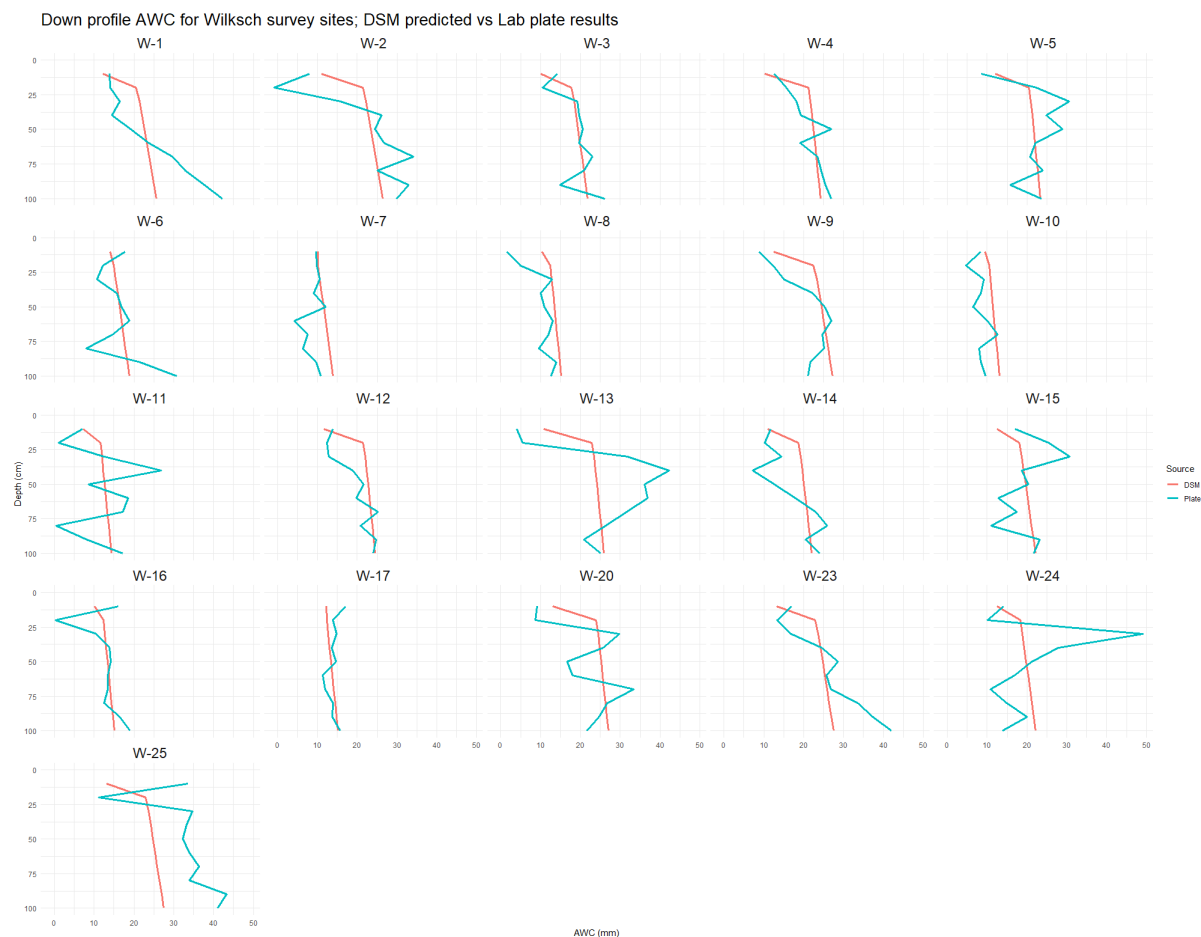 Down profile AWC for Wilksch survey sites; DSM predicted vs Lab plate results
W-1 W-2 W-3 W-4 W-5
0
25
50
75
100
W-6 W-7 W-8 W-9 W-10
0
25
50
75
100
W-11 W-12 W-13 W-14 W-15
0
25
50
75
100
Depth (cm)
Source
DSM
Plate
W-16 W-17 W-20 W-23 W-24
0
25
50
75
100
0 10 20 30 40 50 0 10 20 30 40 50 0 10 20 30 40 50 0 10 20 30 40 50
W-25
0
25
50
75
100
0 10 20 30 40 50
AWC (mm)